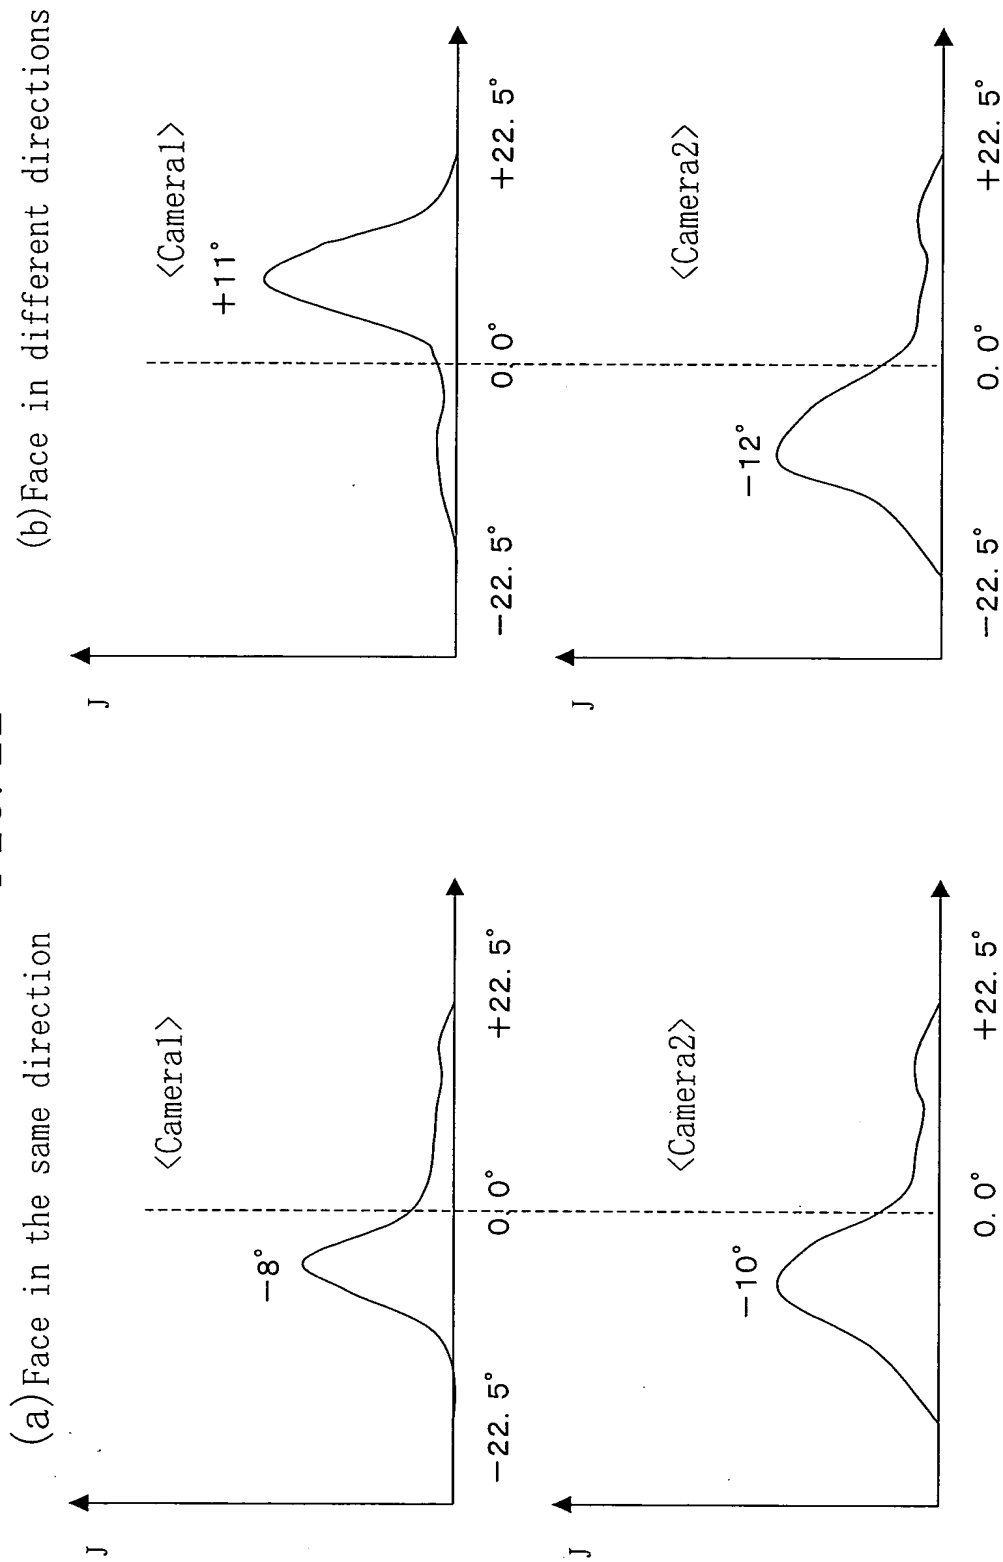 (a)Face in the same direction
J
<Camera1>
-8°
-22.5°
0.0°
+22.5°
J
<Camera2>
-10°
0.0°
+22.5°
(b)Face in different directions
J
<Camera1>
+11°
-22.5°
0.0°
+22.5°
J
<Camera2>
-12°
-22.5°
0.0°
+22.5°